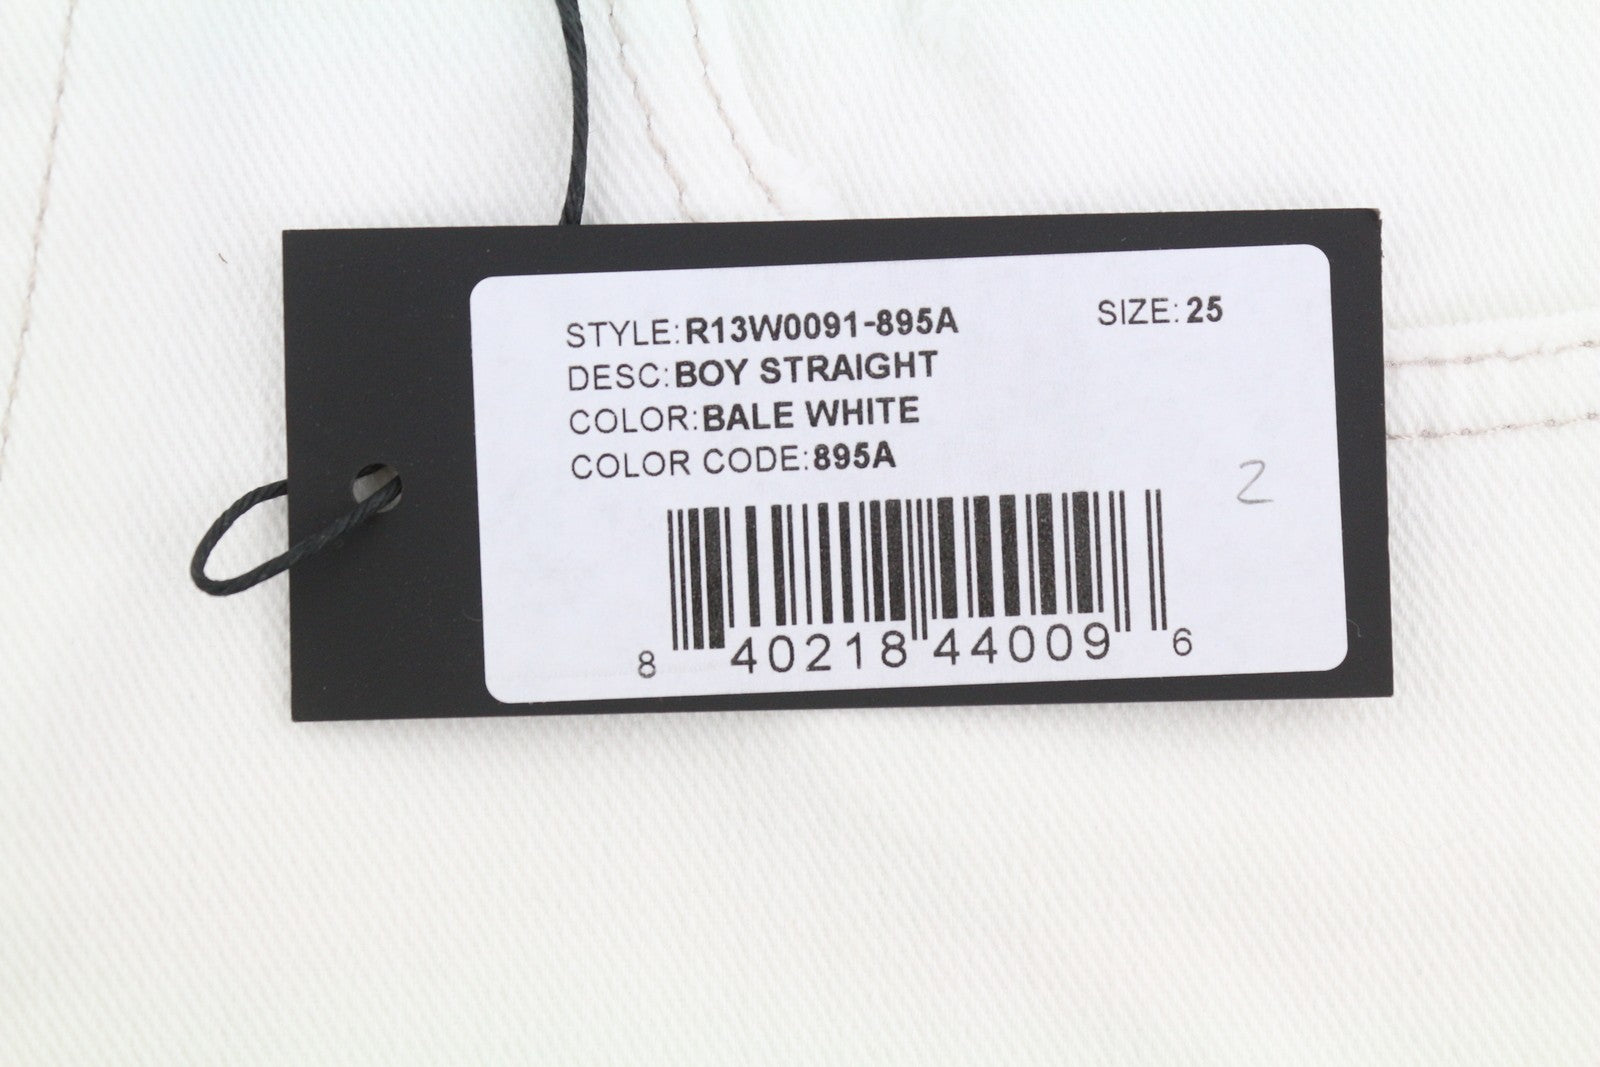 STYLE: R13W0091-895A SIZE: 25
DESC: BOY STRAIGHT
COLOR: BALE WHITE
COLOR CODE: 895A
2
8 40218 44009 6